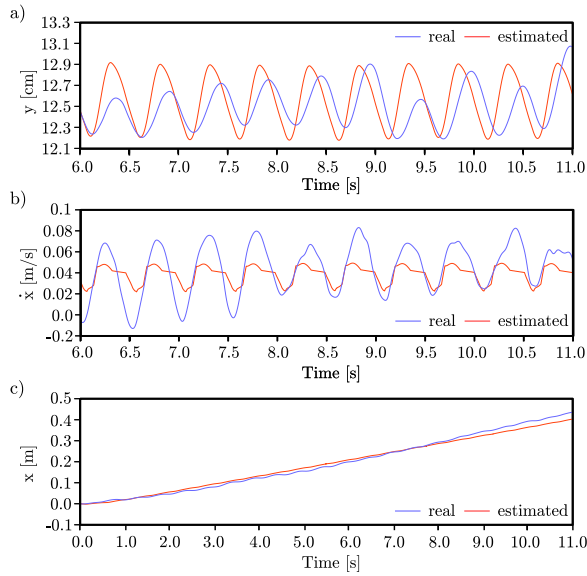 a)
13.3
13.1
12.9
12.7
12.5
12.3
12.1
y [cm]
real estimated
6.0 6.5 7.0 7.5 8.0 8.5 9.0 9.5 10.0 10.5 11.0
Time [s]
b)
0.1
0.08
0.06
0.04
0.0
-0.2
ẋ [m/s]
real estimated
6.0 6.5 7.0 7.5 8.0 8.5 9.0 9.5 10.0 10.5 11.0
Time [s]
c)
0.5
0.4
0.3
0.2
0.1
0.0
-0.1
x [m]
real estimated
0.0 1.0 2.0 3.0 4.0 5.0 6.0 7.0 8.0 9.0 10.0 11.0
Time [s]